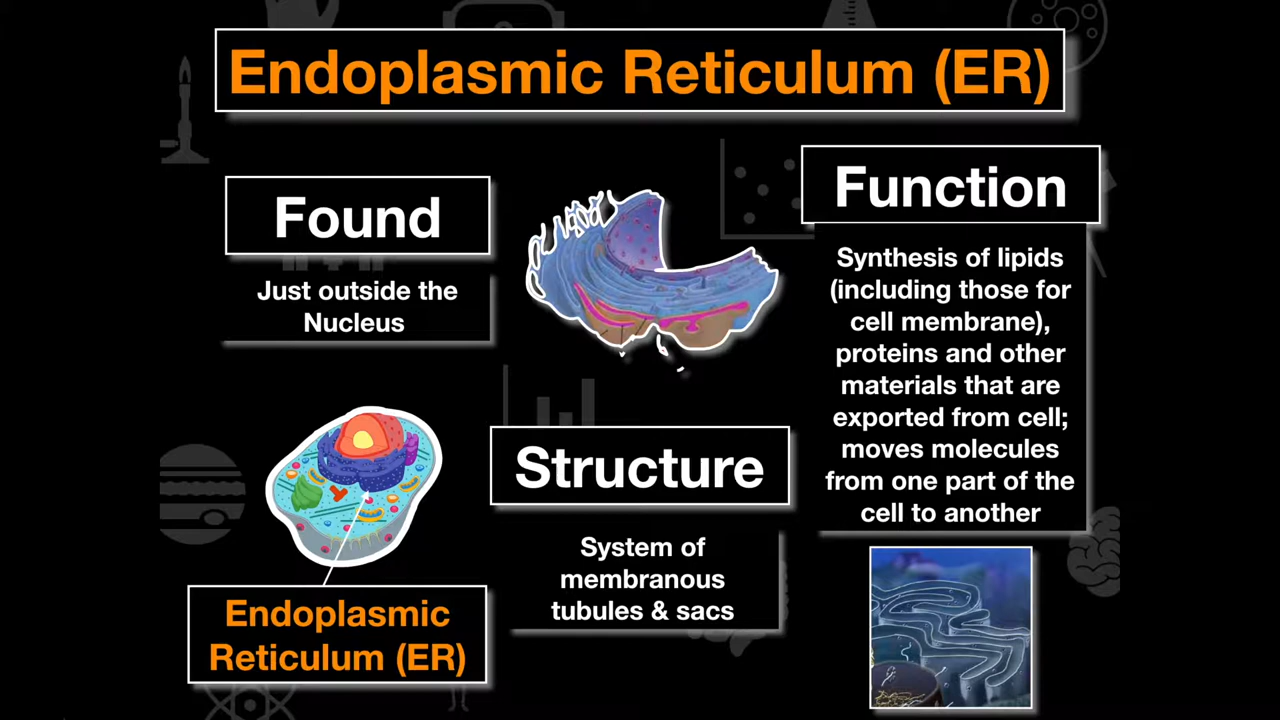 Endoplasmic Reticulum (ER)
Found
Just outside the
Nucleus
Function
Synthesis of lipids
(including those for
cell membrane),
proteins and other
materials that are
exported from cell;
moves molecules
from one part of the
cell to another
Structure
System of
membranous
tubules & sacs
Endoplasmic
Reticulum (ER)